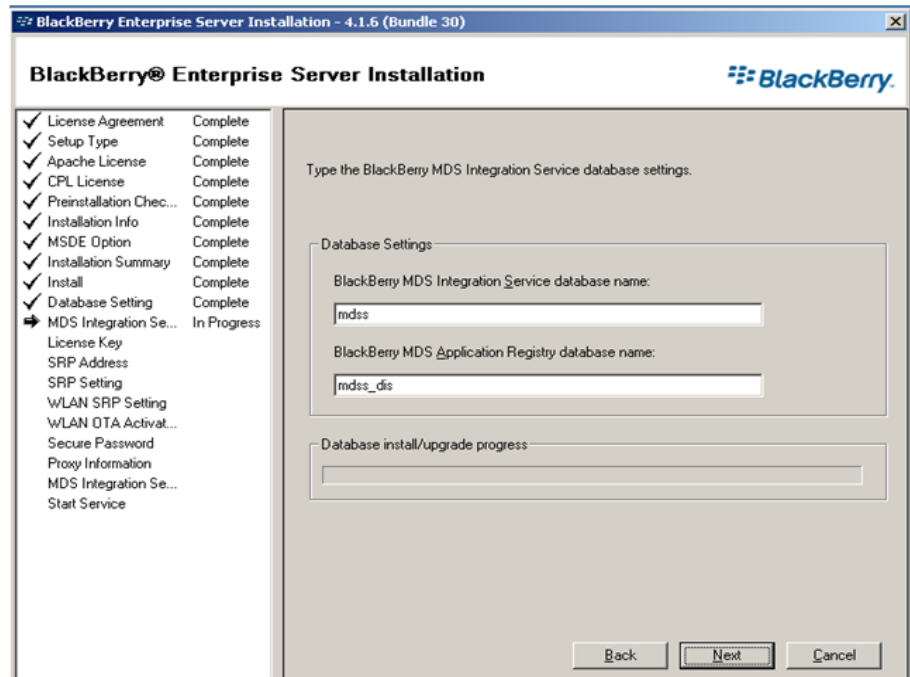 BlackBerry Enterprise Server Installation - 4.1.6 (Bundle 30)
BlackBerry® Enterprise Server Installation
BlackBerry.
License Agreement Complete
Setup Type Complete
Apache License Complete
CPL License Complete
Preinstallation Chec... Complete
Installation Info Complete
MSDE Option Complete
Installation Summary Complete
Install Complete
Database Setting Complete
MDS Integration Se... In Progress
License Key
SRP Address
SRP Setting
WLAN SRP Setting
WLAN OTA Activat...
Secure Password
Proxy Information
MDS Integration Se...
Start Service
Type the BlackBerry MDS Integration Service database settings.
Database Settings
BlackBerry MDS Integration Service database name:
mdss
BlackBerry MDS Application Registry database name:
mdss_dis
Database install/upgrade progress
Back Next Cancel